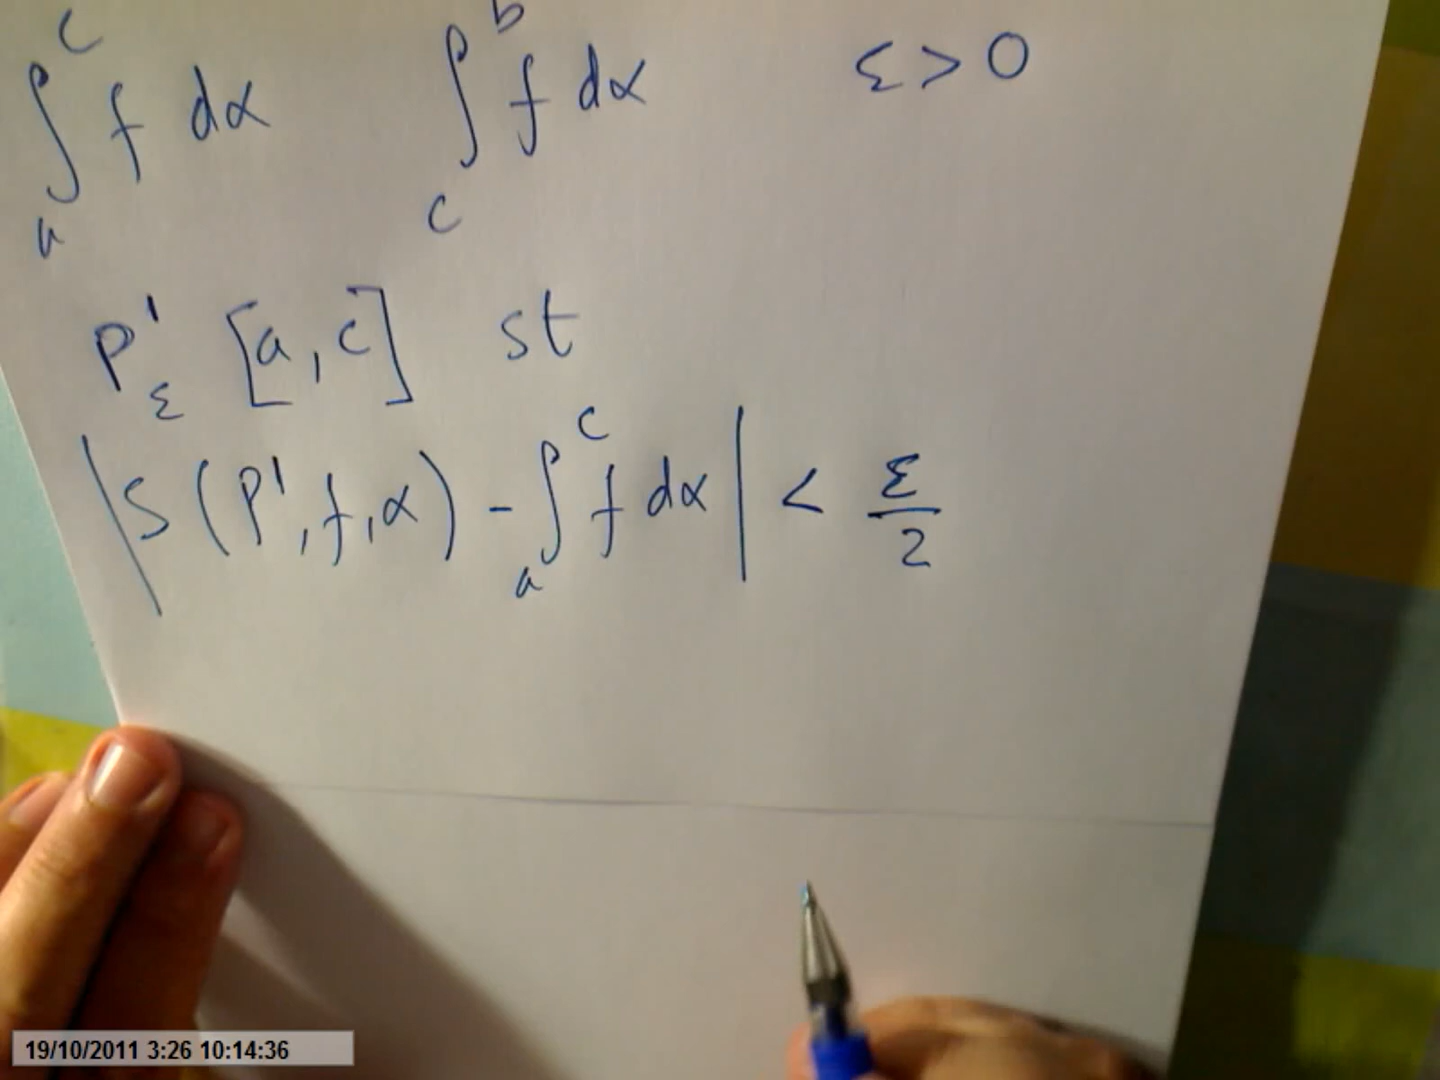 ∫_a^c f dα   ∫_c^b f dα   ε > 0
P'_ε [a, c] st
|S (P', f, α) - ∫_a^c f dα| < ε/2
19/10/2011 3:26 10:14:36